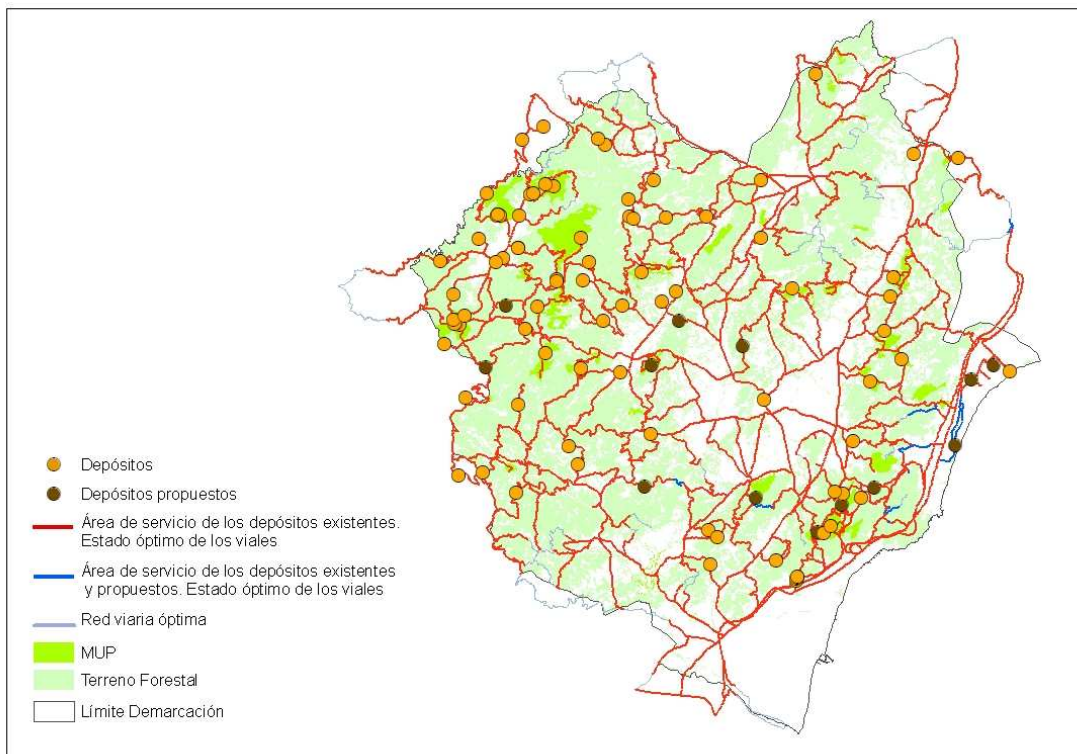 Depósitos
Depósitos propuestos
Área de servicio de los depósitos existentes.
Estado óptimo de los viales
Área de servicio de los depósitos existentes
y propuestos. Estado óptimo de los viales
Red viaria óptima
MUP
Terreno Forestal
Límite Demarcación